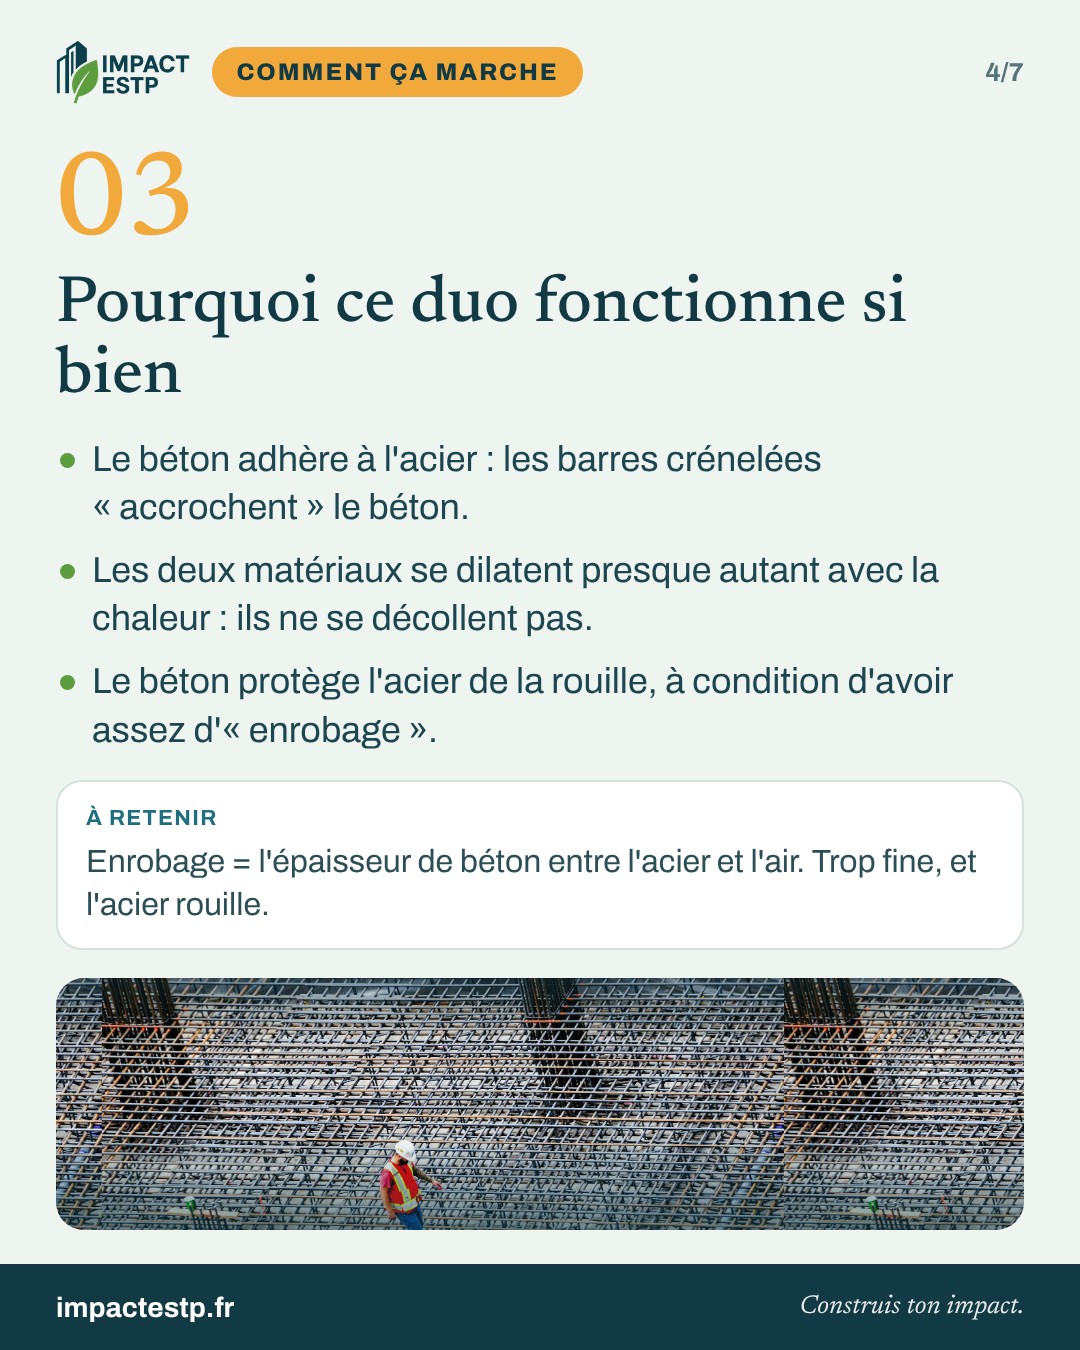 IMPACT
ESTP
COMMENT ÇA MARCHE
4/7
03
Pourquoi ce duo fonctionne si
bien
Le béton adhère à l'acier : les barres crénelées
« accrochent » le béton.
Les deux matériaux se dilatent presque autant avec la
chaleur : ils ne se décollent pas.
Le béton protège l'acier de la rouille, à condition d'avoir
assez d'« enrobage ».
À RETENIR
Enrobage = l'épaisseur de béton entre l'acier et l'air. Trop fine, et
l'acier rouille.
impactestp.fr
Construis ton impact.